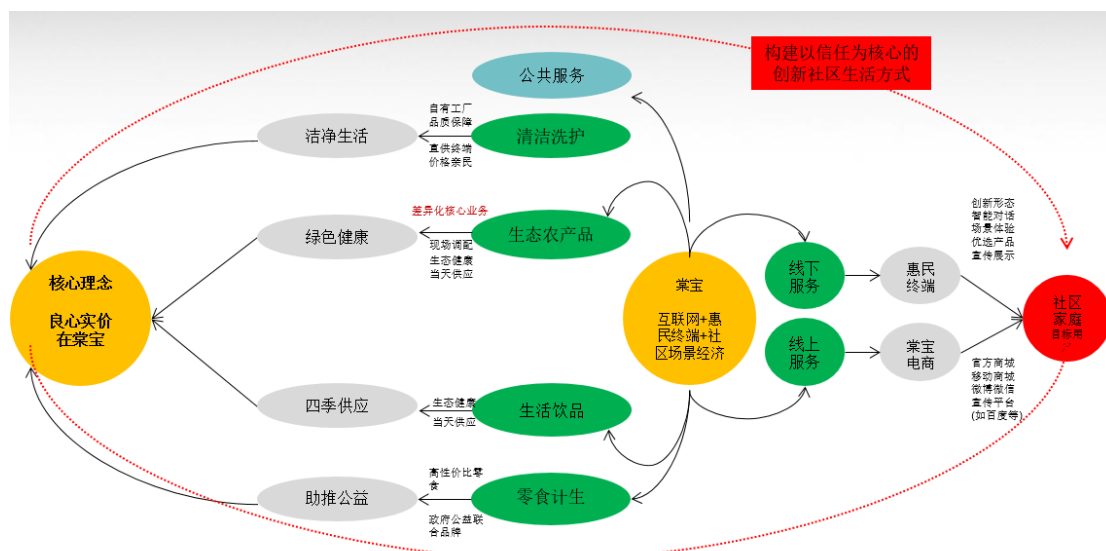 构建以信任为核心的
创新社区生活方式
公共服务
自有工厂
品质保障
洁净生活
清洁洗护
直供终端
价格亲民
差异化核心业务
绿色健康
生态农产品
现场调配
生态健康
当天供应
创新形态
智能对话
场景体验
优选产品
宣传展示
核心理念
良心实价
在棠宝
棠宝
互联网+惠
民终端+社
区场景经济
线下
服务
惠民
终端
社区
家庭
目标用
线上
服务
棠宝
电商
官方商城
移动商城
微博微信
宣传平台
(如百度等)
四季供应
生态健康
当天供应
生活饮品
高性价比零
食
助推公益
零食计生
政府公益联
合品牌